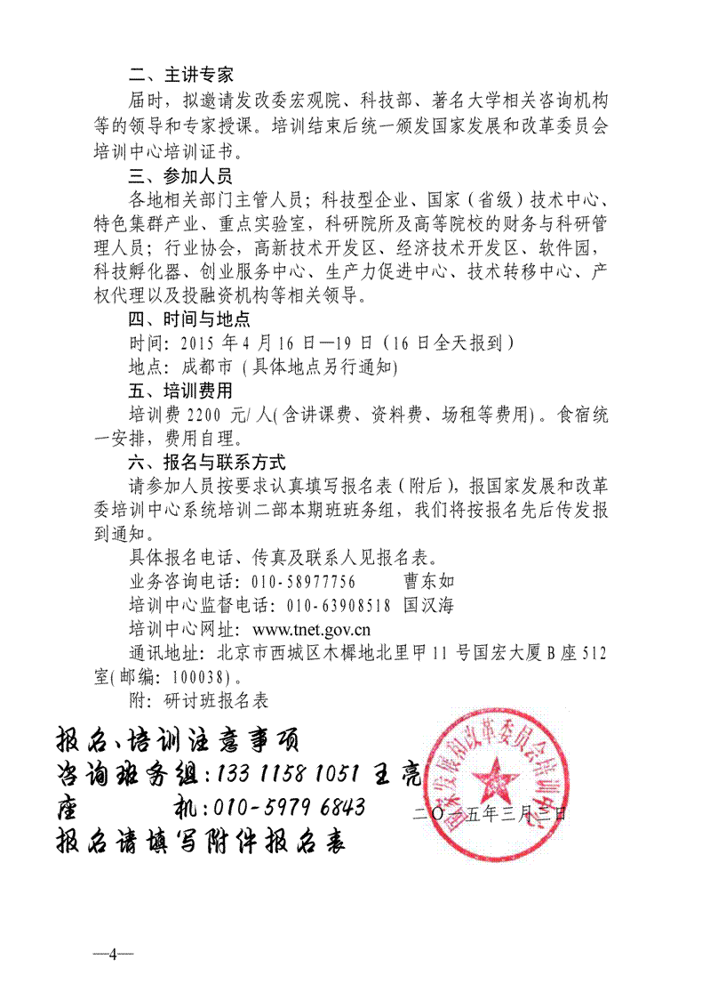 二、主讲专家
届时，拟邀请发改委宏观院、科技部、著名大学相关咨询机构
等的领导和专家授课。培训结束后统一颁发国家发展和改革委员会
培训中心培训证书。
三、参加人员
各地相关部门主管人员；科技型企业、国家（省级）技术中心、
特色集群产业、重点实验室，科研院所及高等院校的财务与科研管
理人员；行业协会，高新技术开发区、经济技术开发区、软件园，
科技孵化器、创业服务中心、生产力促进中心、技术转移中心、产
权代理以及投融资机构等相关领导。
四、时间与地点
时间：2015 年 4 月 16 日—19 日（16 日全天报到）
地点：成都市 (具体地点另行通知)
五、培训费用
培训费 2200 元/人(含讲课费、资料费、场租等费用)。食宿统
一安排，费用自理。
六、报名与联系方式
请参加人员按要求认真填写报名表（附后），报国家发展和改革
委培训中心系统培训二部本期班班务组，我们将按报名先后传发报
到通知。
具体报名电话、传真及联系人见报名表。
业务咨询电话：010-58977756 曹东如
培训中心监督电话：010-63908518 国汉海
培训中心网址：www.tnet.gov.cn
通讯地址：北京市西城区木樨地北里甲 11 号国宏大厦 B 座 512
室(邮编：100038)。
附：研讨班报名表
报名、培训注意事项
咨询班务组:133 1158 1051 王亮
座 机:010-5979 6843
报名请填写附件报名表
国家发展和改革委员会培训中心
二〇一五年三月三日
—4—